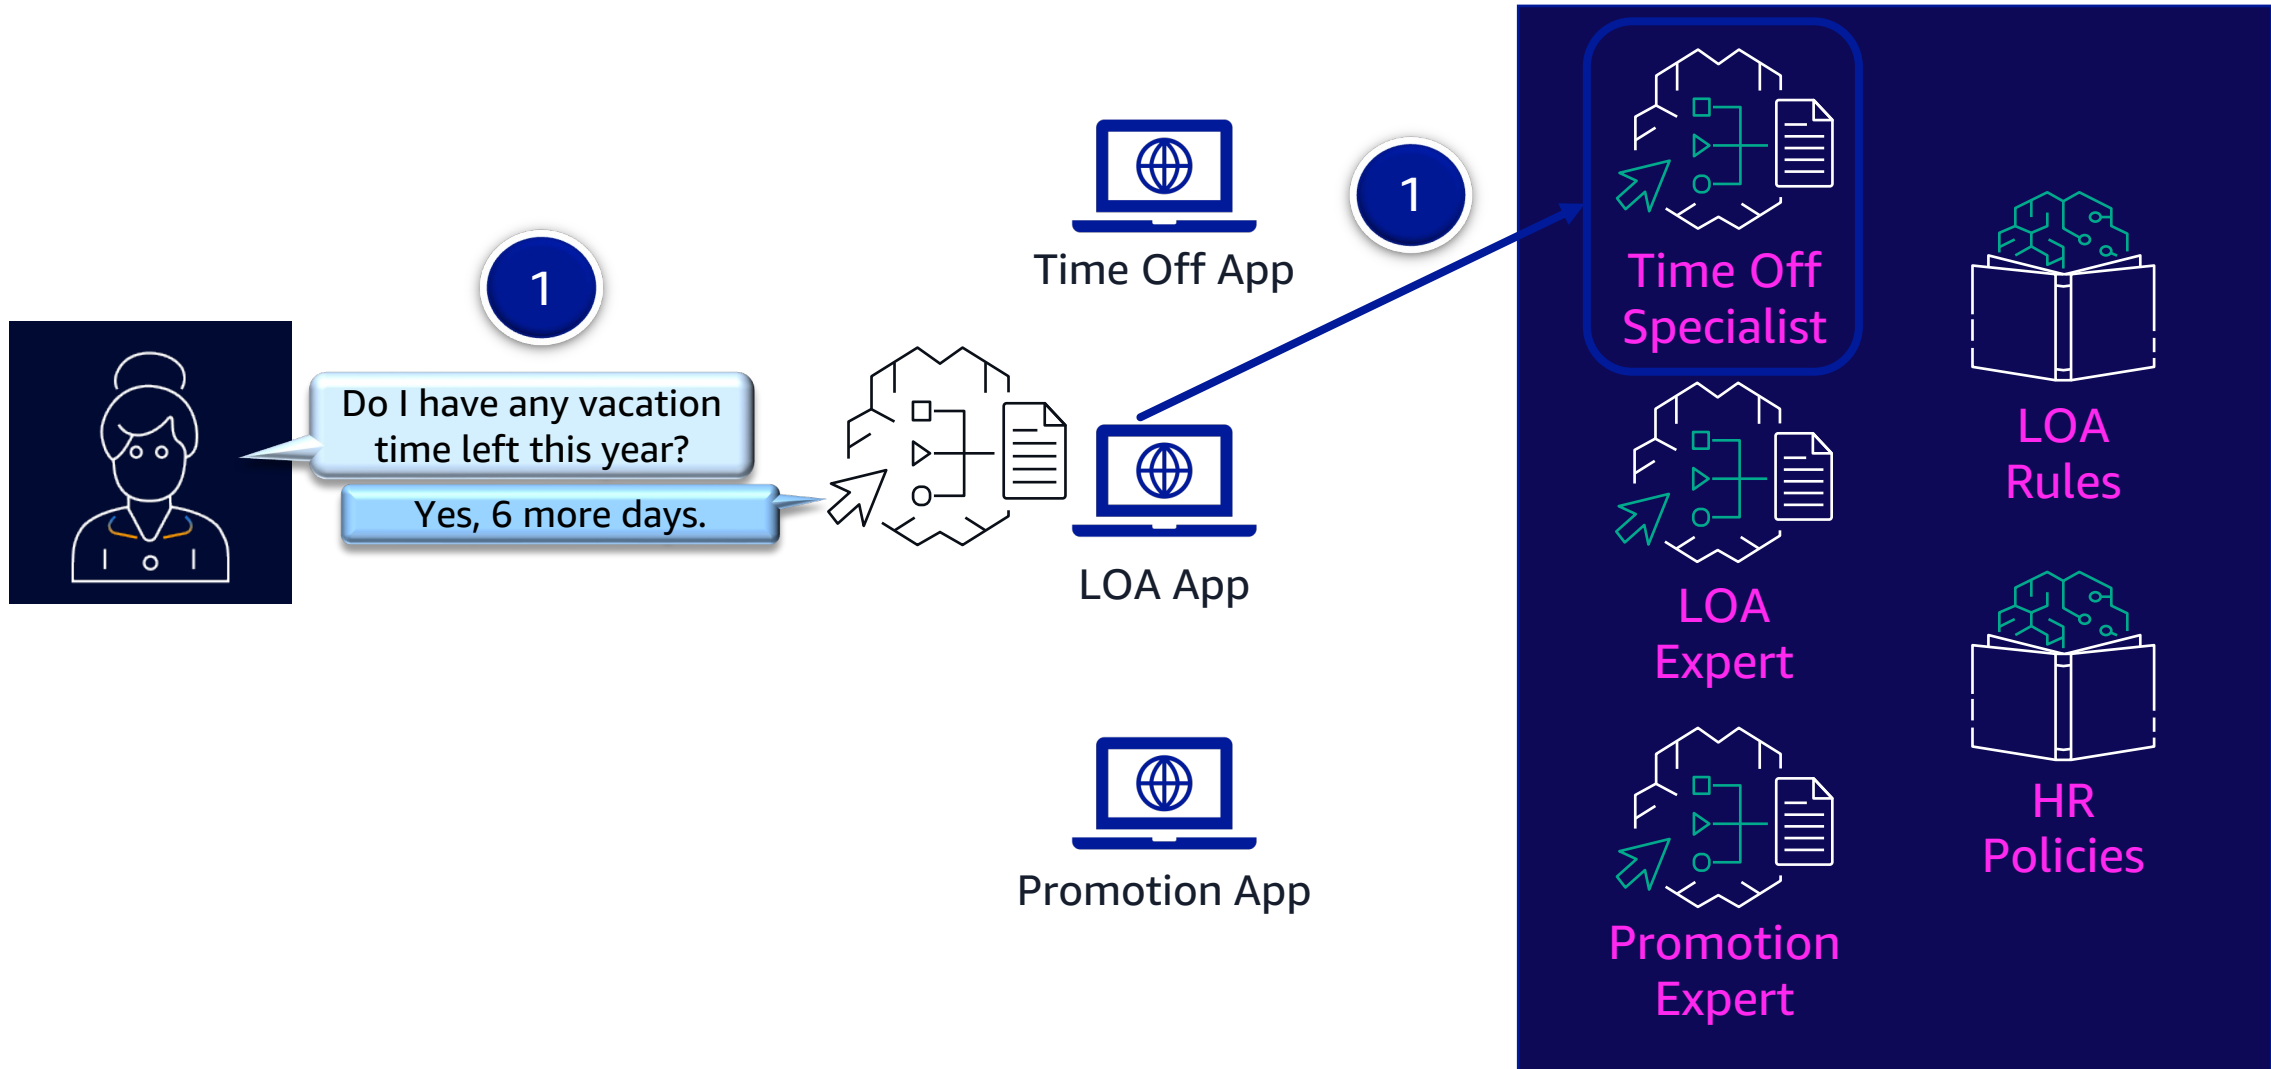 1
Do I have any vacation
time left this year?
Yes, 6 more days.
Time Off App
LOA App
Promotion App
1
Time Off
Specialist
LOA
Expert
Promotion
Expert
LOA
Rules
HR
Policies